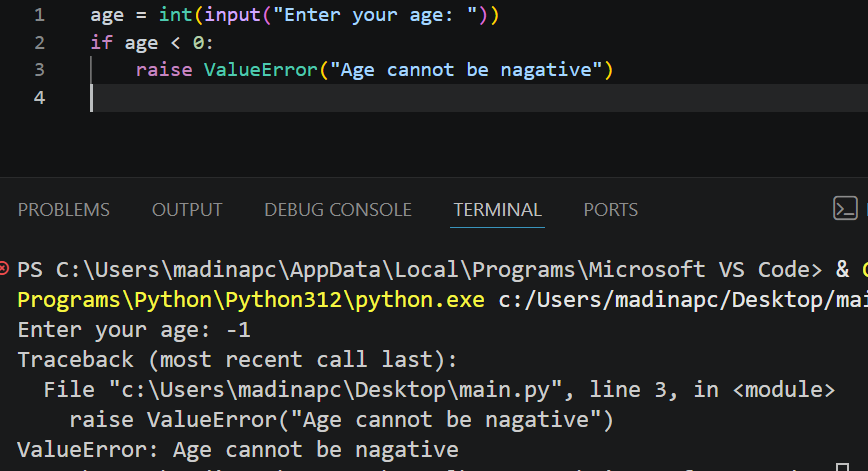 1 age = int(input("Enter your age: "))
2 if age < 0:
3 raise ValueError("Age cannot be nagative")
4
PROBLEMS OUTPUT DEBUG CONSOLE TERMINAL PORTS
PS C:\Users\madinapc\AppData\Local\Programs\Microsoft VS Code> &
Programs\Python\Python312\python.exe c:/Users/madinapc/Desktop/mai
Enter your age: -1
Traceback (most recent call last):
File "c:\Users\madinapc\Desktop\main.py", line 3, in <module>
raise ValueError("Age cannot be nagative")
ValueError: Age cannot be nagative